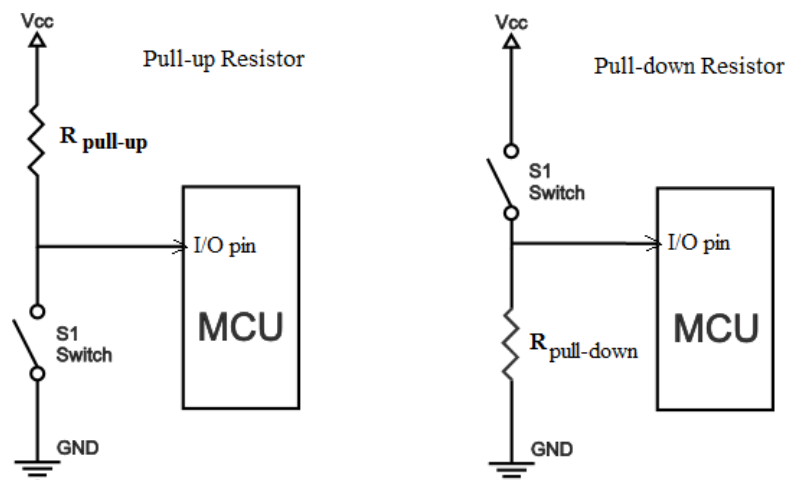 Vcc
Pull-up Resistor
R pull-up
I/O pin
MCU
S1
Switch
GND
Vcc
Pull-down Resistor
S1
Switch
I/O pin
MCU
R pull-down
GND